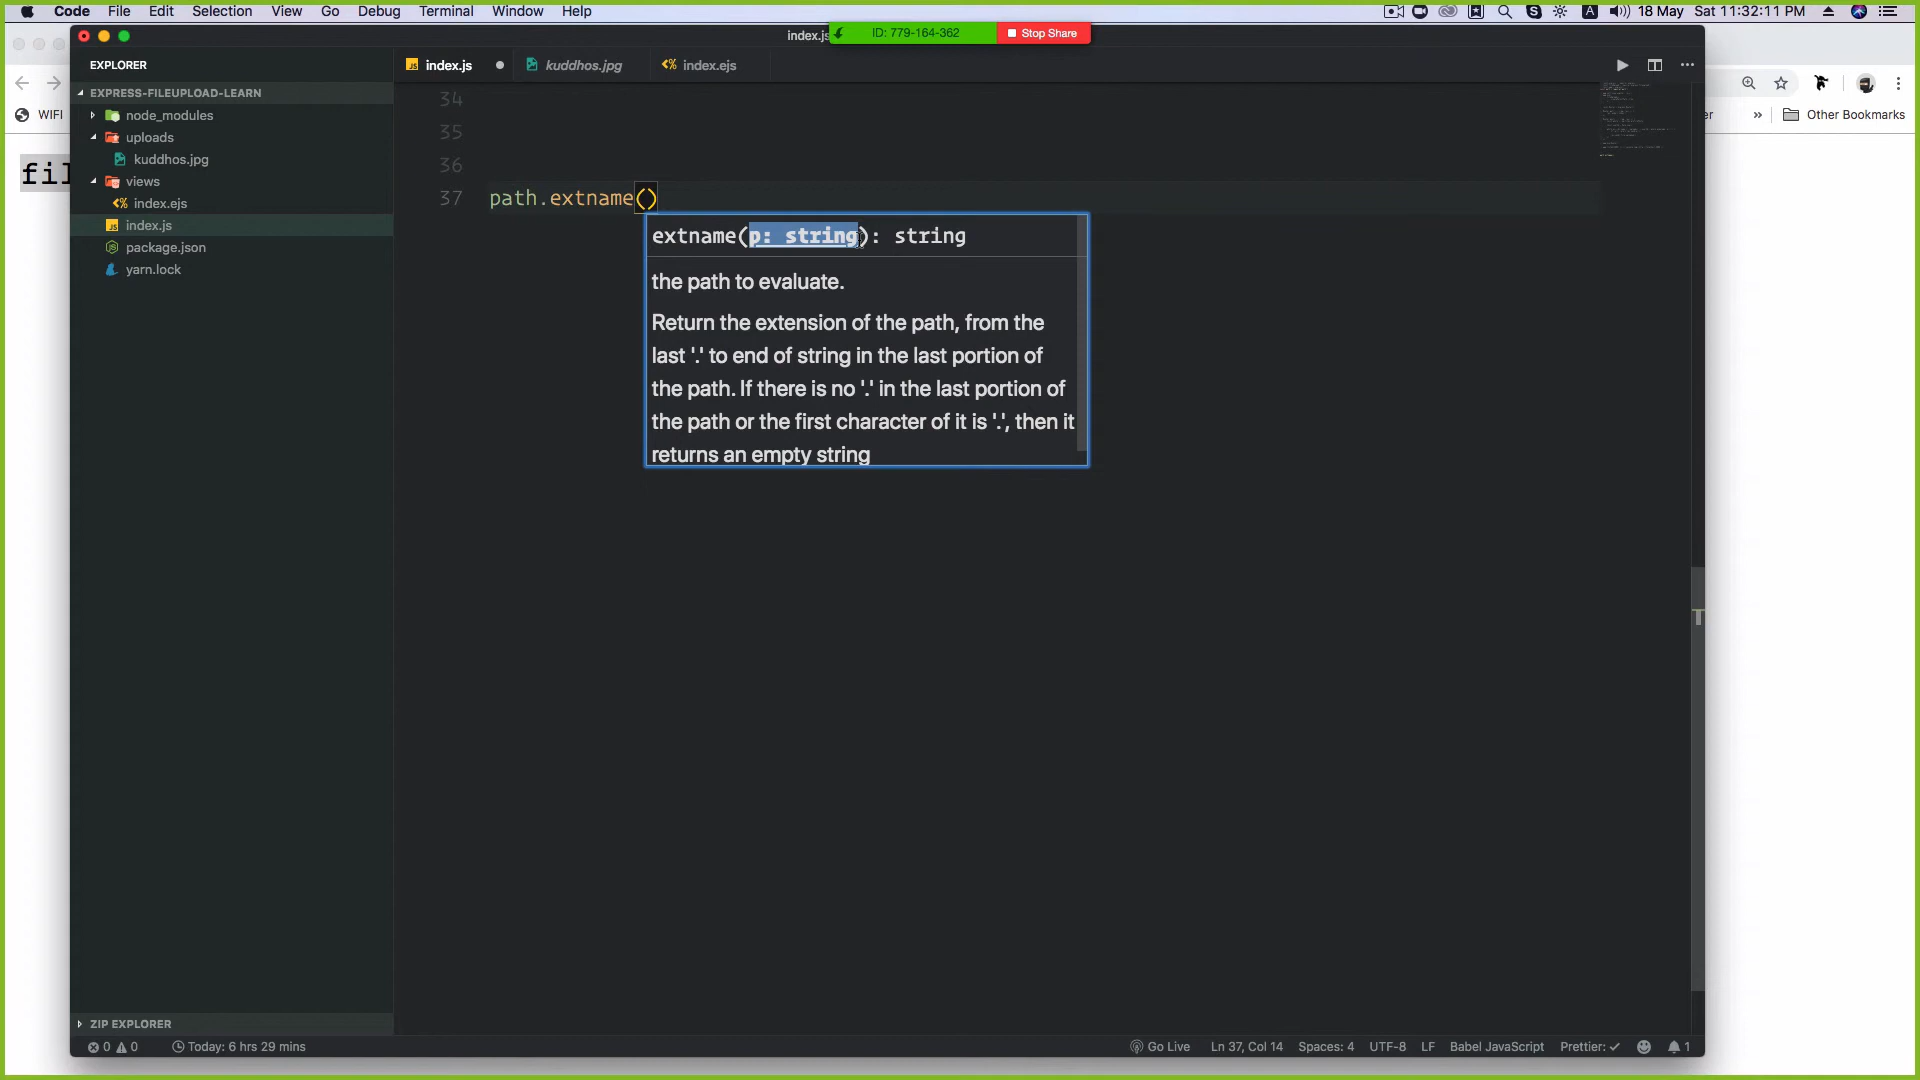 Code File Edit Selection View Go Debug Terminal Window Help
18 May Sat 11:32:11 PM
index.js
ID: 779-164-362
Stop Share
EXPLORER
index.js
kuddhos.jpg
index.ejs
EXPRESS-FILEUPLOAD-LEARN
node_modules
uploads
kuddhos.jpg
views
index.ejs
index.js
package.json
yarn.lock
WIFI
Other Bookmarks
34
35
36
37 path.extname()
extname(p: string): string
the path to evaluate.
Return the extension of the path, from the
last '.' to end of string in the last portion of
the path. If there is no '.' in the last portion of
the path or the first character of it is '.', then it
returns an empty string
ZIP EXPLORER
0 0 Today: 6 hrs 29 mins
Go Live Ln 37, Col 14 Spaces: 4 UTF-8 LF Babel JavaScript Prettier: ✓ 1